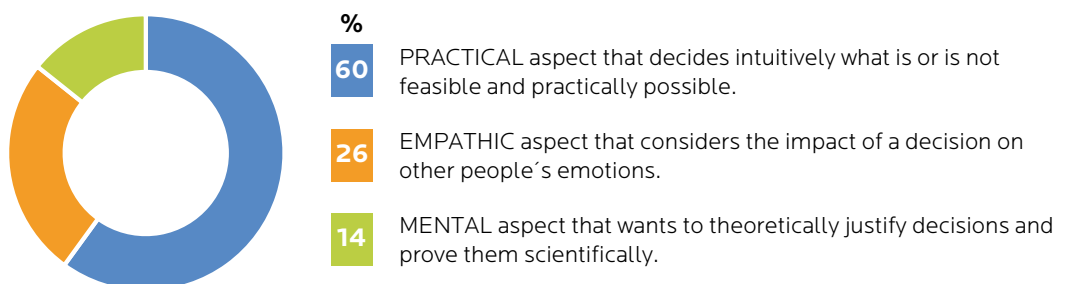 %
60
PRACTICAL aspect that decides intuitively what is or is not
feasible and practically possible.
26
EMPATHIC aspect that considers the impact of a decision on
other people´s emotions.
14
MENTAL aspect that wants to theoretically justify decisions and
prove them scientifically.